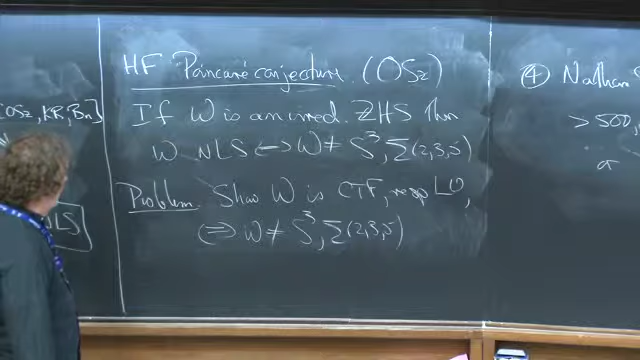 OSz, KR, Bn]
LS
HF "Poincaré conjecture" (OSz)
If W is an irred. ZHS then
W NLS ⟺ W ≠ S³, Σ(2,3,5)
Problem. Show W is CTF, resp LO,
⟺ W ≠ S³, Σ(2,3,5)
④ Nathan
> 500,
a